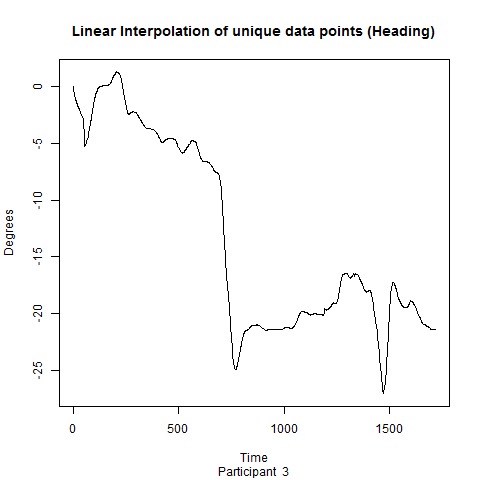 Linear Interpolation of unique data points (Heading)
0
-5
-10
-15
-20
-25
Degrees
0 500 1000 1500
Time
Participant 3